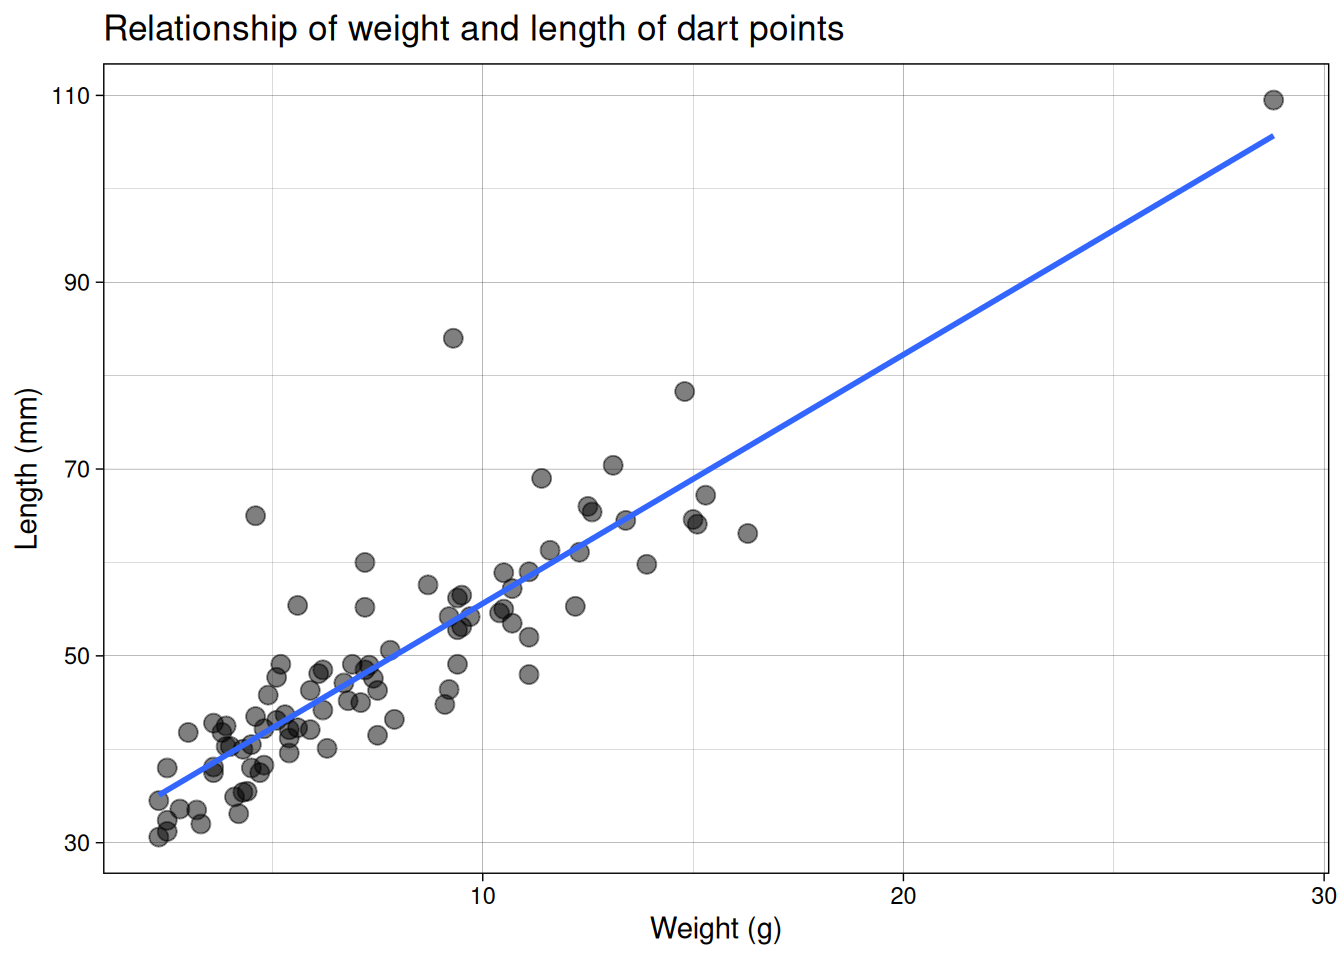 Relationship of weight and length of dart points
110
90
70
50
30
Length (mm)
10
20
30
Weight (g)